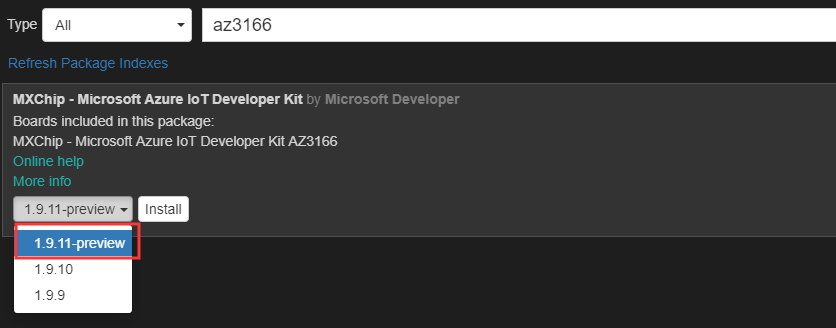 Type All az3166
Refresh Package Indexes
MXChip - Microsoft Azure IoT Developer Kit by Microsoft Developer
Boards included in this package:
MXChip - Microsoft Azure IoT Developer Kit AZ3166
Online help
More info
1.9.11-preview Install
1.9.11-preview
1.9.10
1.9.9